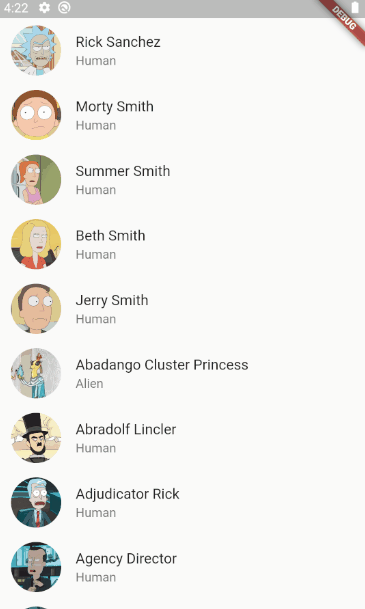 4:22
DEBUG
Rick Sanchez
Human
Morty Smith
Human
Summer Smith
Human
Beth Smith
Human
Jerry Smith
Human
Abadango Cluster Princess
Alien
Abradolf Lincler
Human
Adjudicator Rick
Human
Agency Director
Human